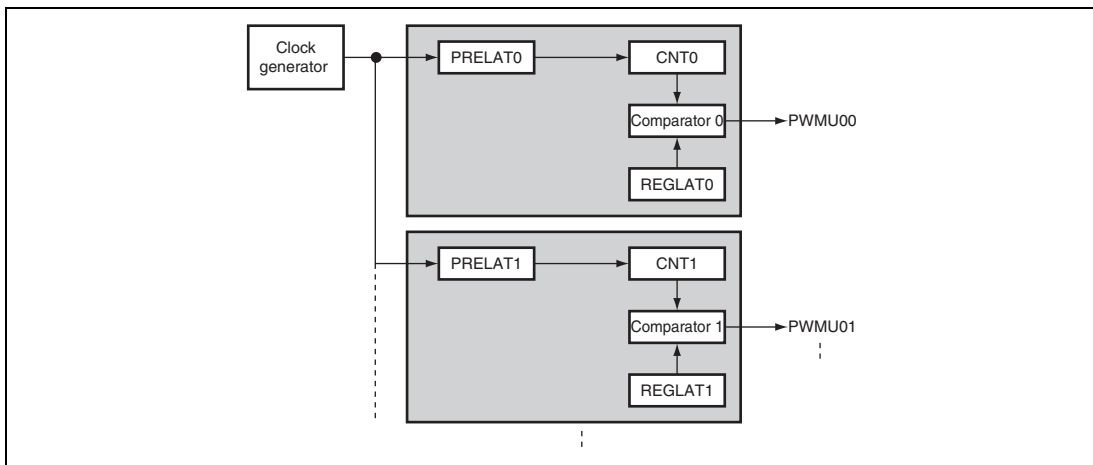 Clock
generator
PRELAT0
CNT0
Comparator 0
PWMU00
REGLAT0
PRELAT1
CNT1
Comparator 1
PWMU01
REGLAT1